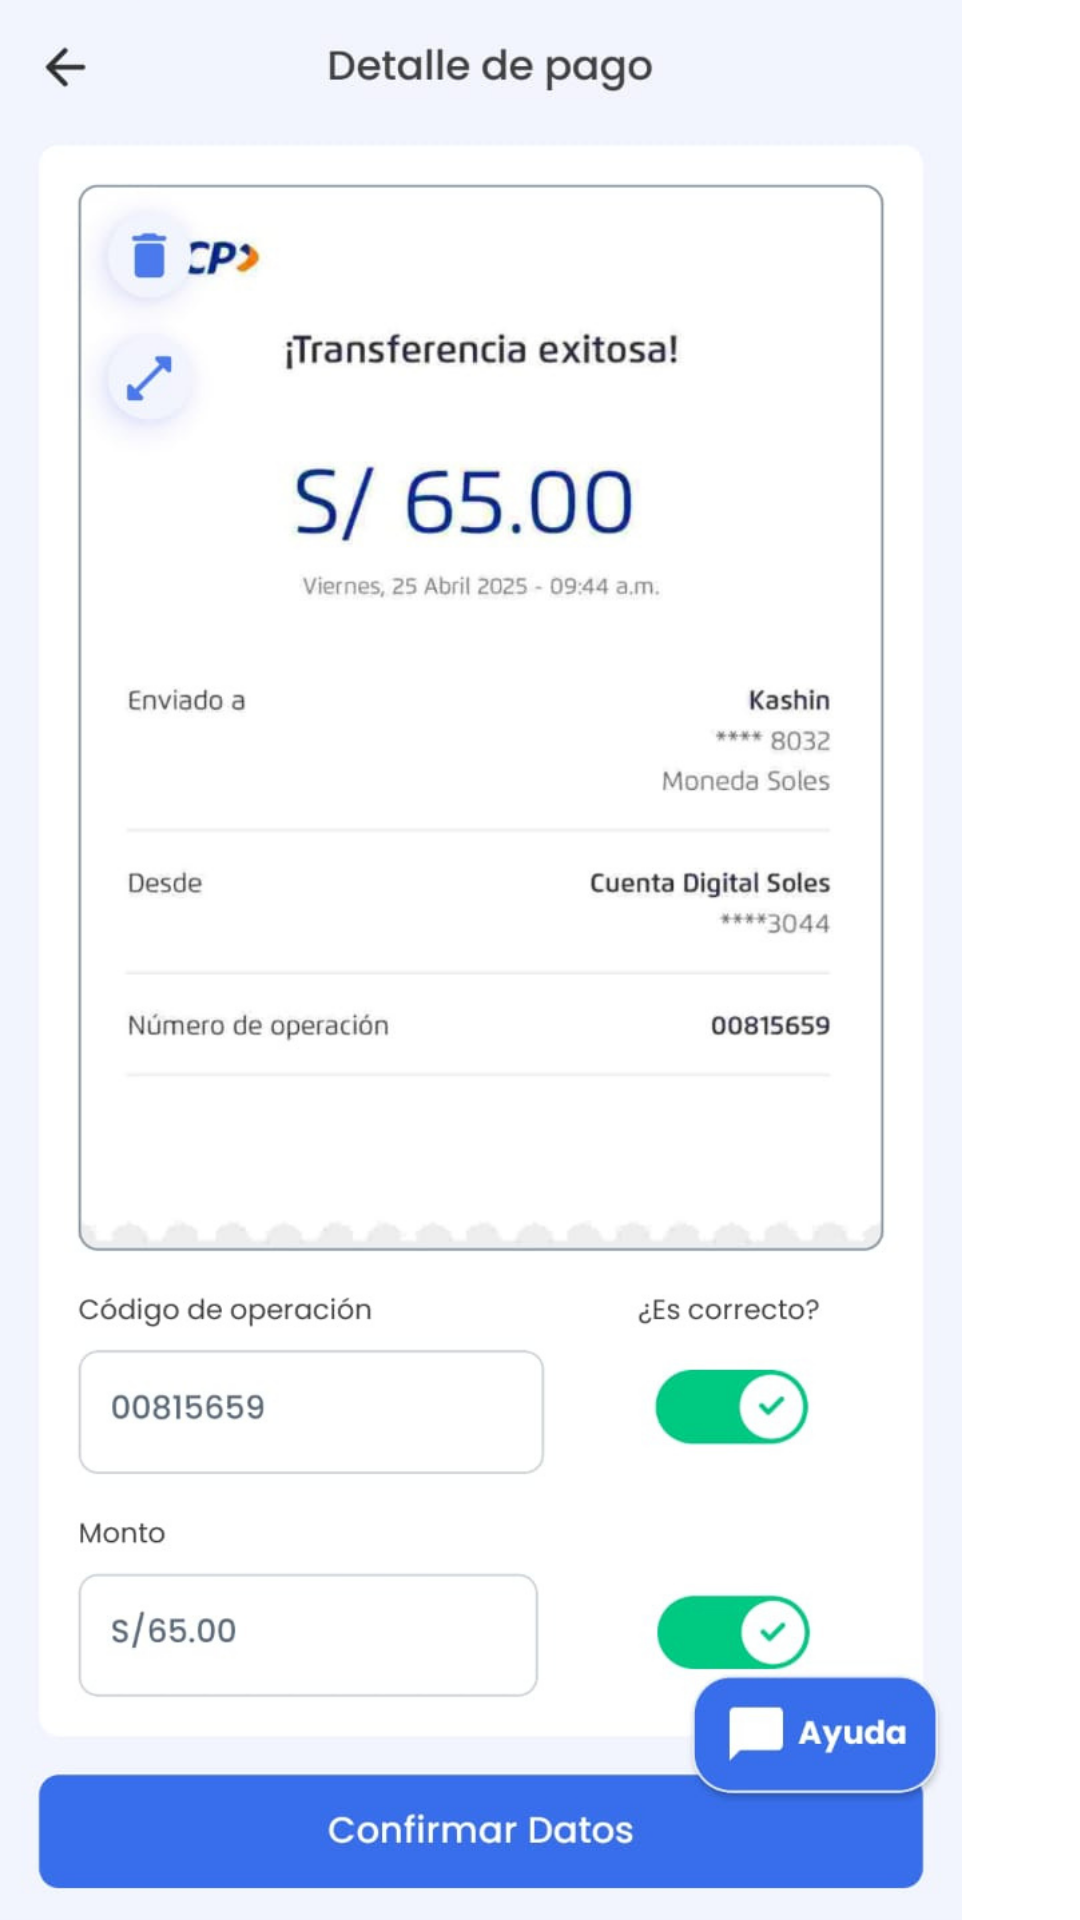 Detalle de pago
CP
¡Transferencia exitosa!
S/ 65.00
Viernes, 25 Abril 2025 - 09:44 a.m.
Enviado a Kashin
**** 8032
Moneda Soles
Desde Cuenta Digital Soles
****3044
Número de operación 00815659
Código de operación ¿Es correcto?
00815659
Monto
S/65.00
Ayuda
Confirmar Datos